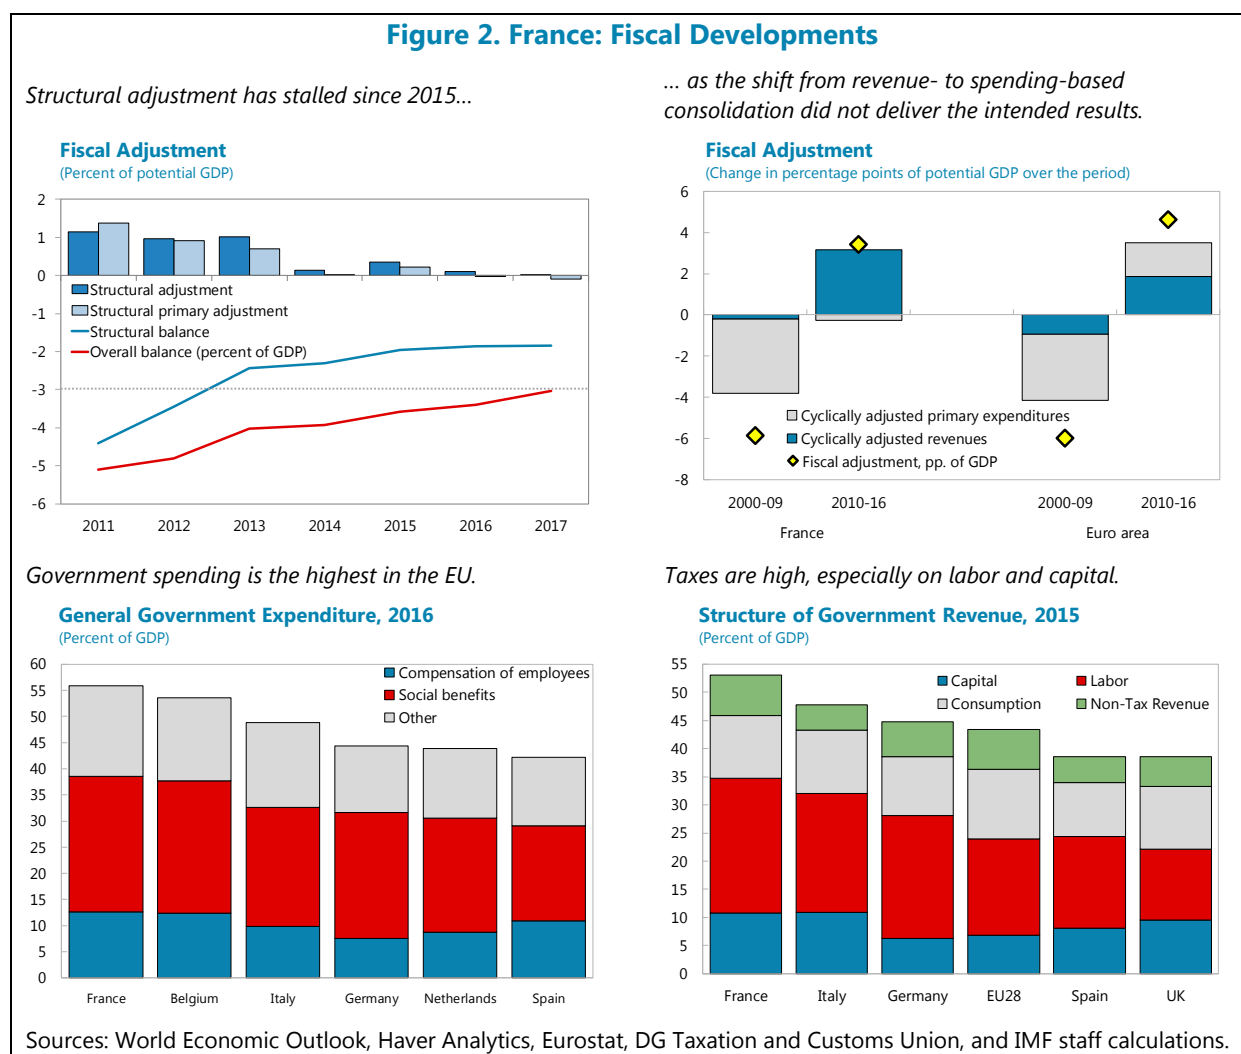 Figure 2. France: Fiscal Developments
Structural adjustment has stalled since 2015...
... as the shift from revenue- to spending-based
consolidation did not deliver the intended results.
Fiscal Adjustment
(Percent of potential GDP)
2
1
0
-1
-2
-3
-4
-5
-6
Structural adjustment
Structural primary adjustment
Structural balance
Overall balance (percent of GDP)
2011 2012 2013 2014 2015 2016 2017
Fiscal Adjustment
(Change in percentage points of potential GDP over the period)
6
4
2
0
-2
-4
-6
-8
Cyclically adjusted primary expenditures
Cyclically adjusted revenues
Fiscal adjustment, pp. of GDP
2000-09 2010-16 2000-09 2010-16
France Euro area
Government spending is the highest in the EU.
Taxes are high, especially on labor and capital.
General Government Expenditure, 2016
(Percent of GDP)
60
55
50
45
40
35
30
25
20
15
10
5
0
Compensation of employees
Social benefits
Other
France Belgium Italy Germany Netherlands Spain
Structure of Government Revenue, 2015
(Percent of GDP)
55
50
45
40
35
30
25
20
15
10
5
0
Capital Labor
Consumption Non-Tax Revenue
France Italy Germany EU28 Spain UK
Sources: World Economic Outlook, Haver Analytics, Eurostat, DG Taxation and Customs Union, and IMF staff calculations.